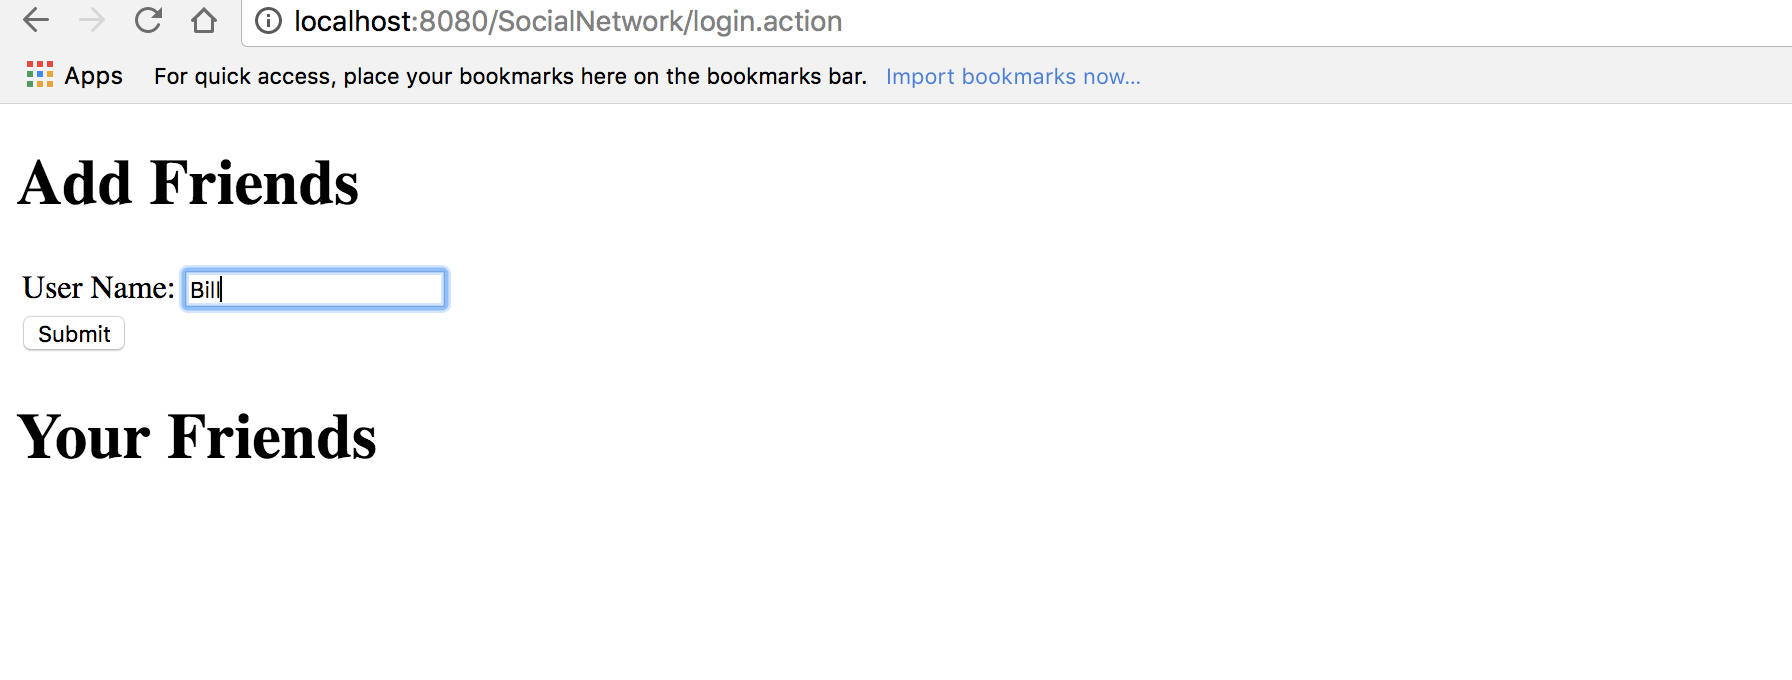 localhost:8080/SocialNetwork/login.action
Apps For quick access, place your bookmarks here on the bookmarks bar. Import bookmarks now...
Add Friends
User Name: Bill
Submit
Your Friends